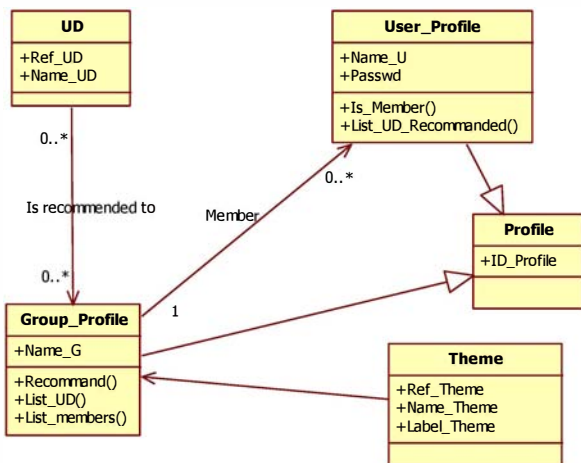 UD
+Ref_UD
+Name_UD
User_Profile
+Name_U
+Passwd
+Is_Member()
+List_UD_Recommanded()
0..*
0..*
Is recommended to
Member
Profile
+ID_Profile
0..*
1
Group_Profile
+Name_G
+Recommand()
+List_UD()
+List_members()
Theme
+Ref_Theme
+Name_Theme
+Label_Theme